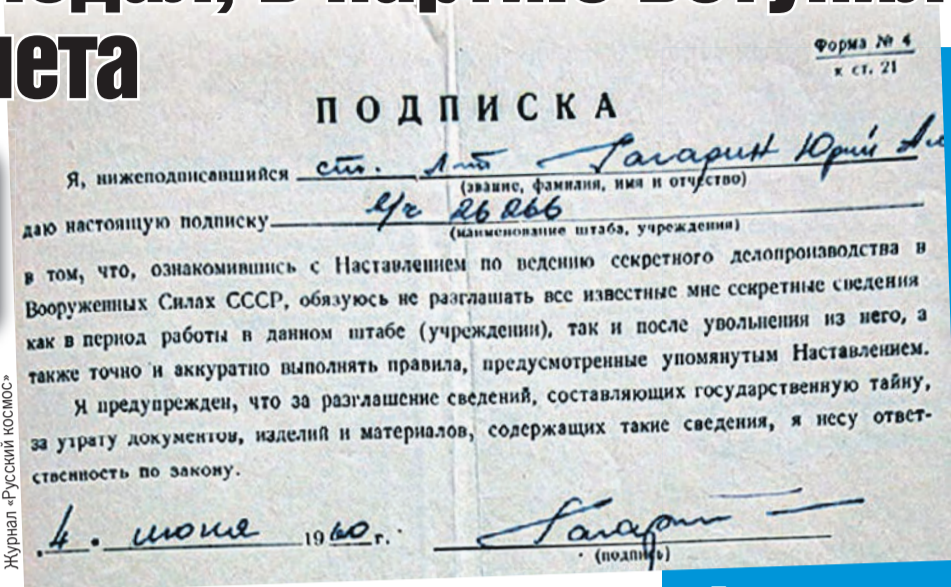 в партию
лета
Форма № 4
к ст. 21
ПОДПИСКА
Я, нижеподписавшийся ст. л-т Гагарин Юрий Ал
(звание, фамилия, имя и отчество)
даю настоящую подписку в/ч 26266
(наименование штаба, учреждения)
в том, что, ознакомившись с Наставлением по ведению секретного делопроизводства в
Вооруженных Силах СССР, обязуюсь не разглашать все известные мне секретные сведения
как в период работы в данном штабе (учреждении), так и после увольнения из него, а
также точно и аккуратно выполнять правила, предусмотренные упомянутым Наставлением.
Я предупрежден, что за разглашение сведений, составляющих государственную тайну,
за утрату документов, изделий и материалов, содержащих такие сведения, я несу ответ-
ственность по закону.
"4" июня 1960 г. Гагарин
(подпись)
Журнал «Русский космос»